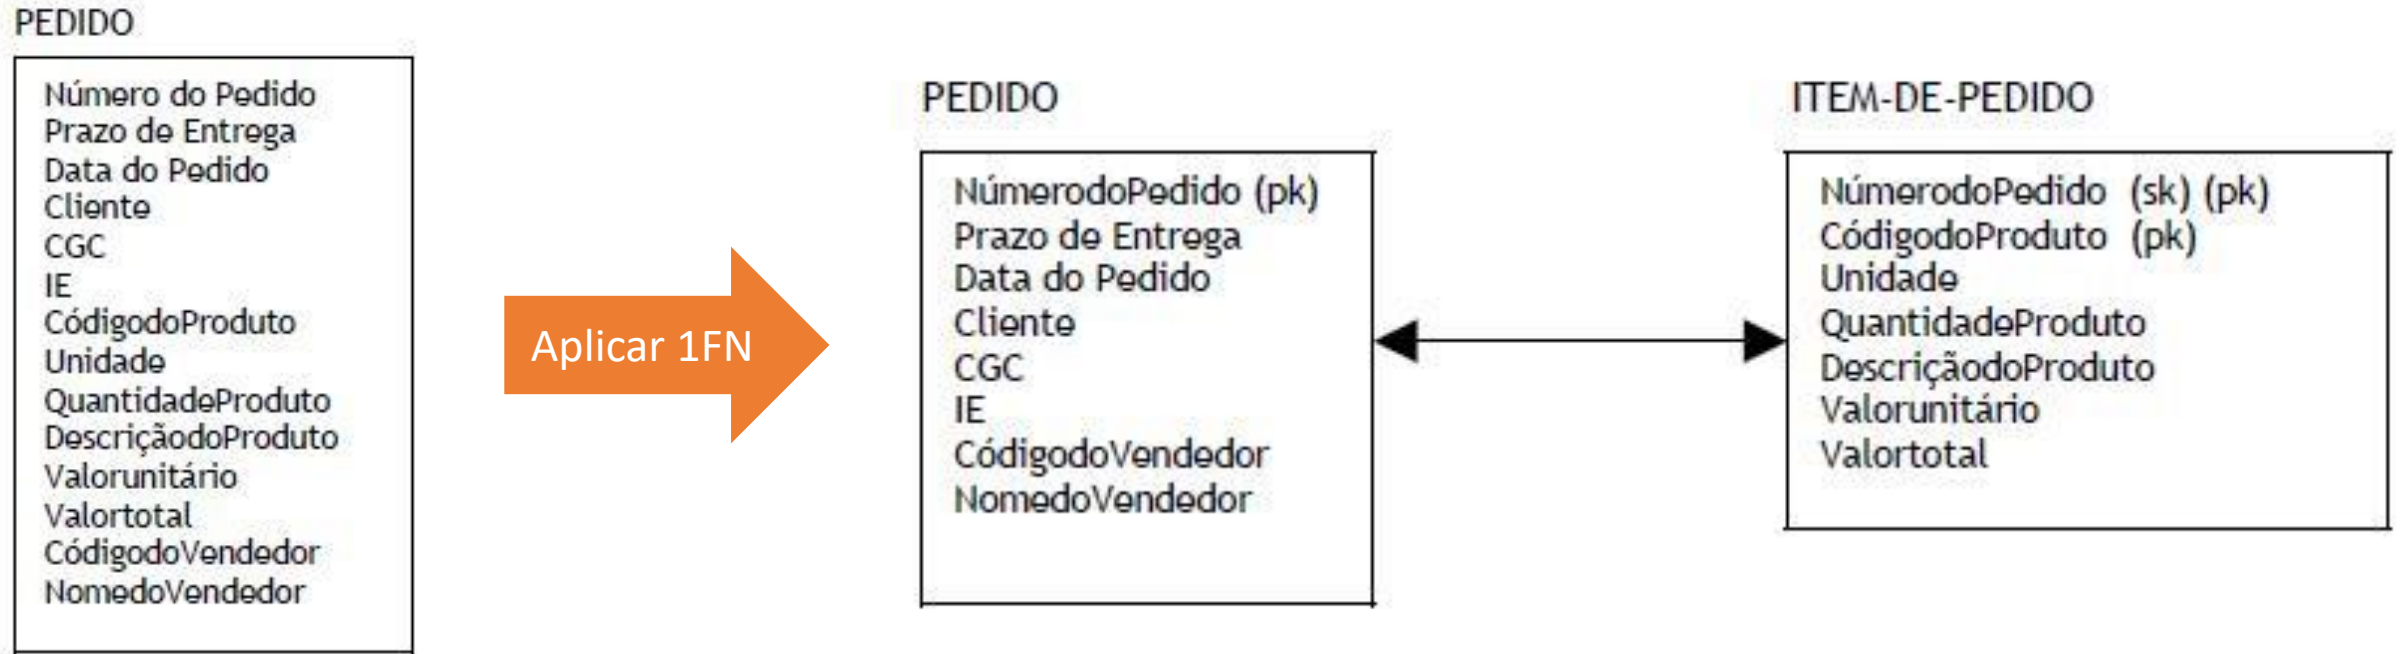 PEDIDO
Número do Pedido
Prazo de Entrega
Data do Pedido
Cliente
CGC
IE
CódigodoProduto
Unidade
QuantidadeProduto
DescriçãodoProduto
Valorunitário
Valortotal
CódigodoVendedor
NomedoVendedor
Aplicar 1FN
PEDIDO
NúmerodoPedido (pk)
Prazo de Entrega
Data do Pedido
Cliente
CGC
IE
CódigodoVendedor
NomedoVendedor
ITEM-DE-PEDIDO
NúmerodoPedido (sk) (pk)
CódigodoProduto (pk)
Unidade
QuantidadeProduto
DescriçãodoProduto
Valorunitário
Valortotal